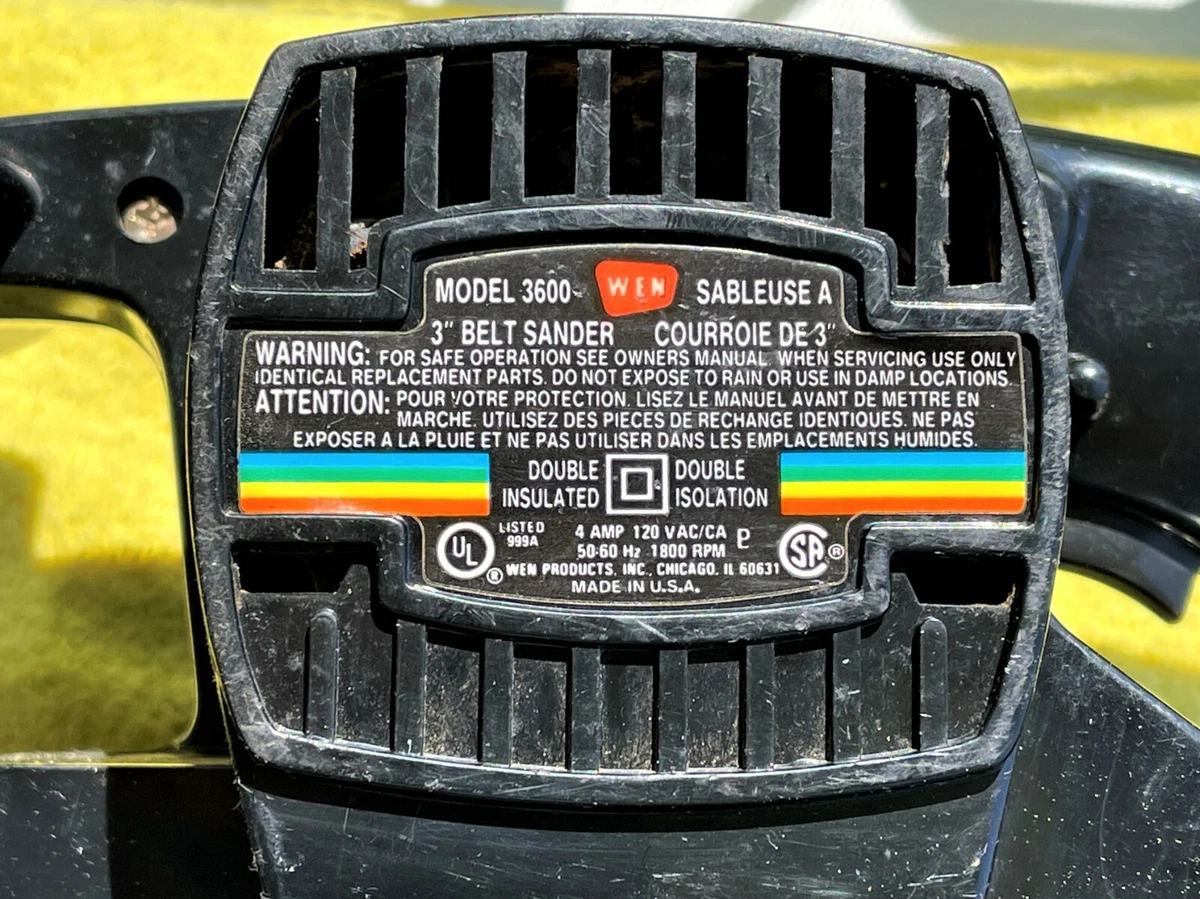 MODEL 3600 WEN SABLEUSE A
3" BELT SANDER COURROIE DE 3"
WARNING: FOR SAFE OPERATION SEE OWNERS MANUAL. WHEN SERVICING USE ONLY
IDENTICAL REPLACEMENT PARTS. DO NOT EXPOSE TO RAIN OR USE IN DAMP LOCATIONS.
ATTENTION: POUR VOTRE PROTECTION. LISEZ LE MANUEL AVANT DE METTRE EN
MARCHE. UTILISEZ DES PIECES DE RECHANGE IDENTIQUES. NE PAS
EXPOSER A LA PLUIE ET NE PAS UTILISER DANS LES EMPLACEMENTS HUMIDES.
DOUBLE DOUBLE
INSULATED ISOLATION
UL ® LISTED
999A
4 AMP 120 VAC/CA
50-60 Hz 1800 RPM
SA ®
WEN PRODUCTS, INC., CHICAGO, IL 60631
MADE IN U.S.A.